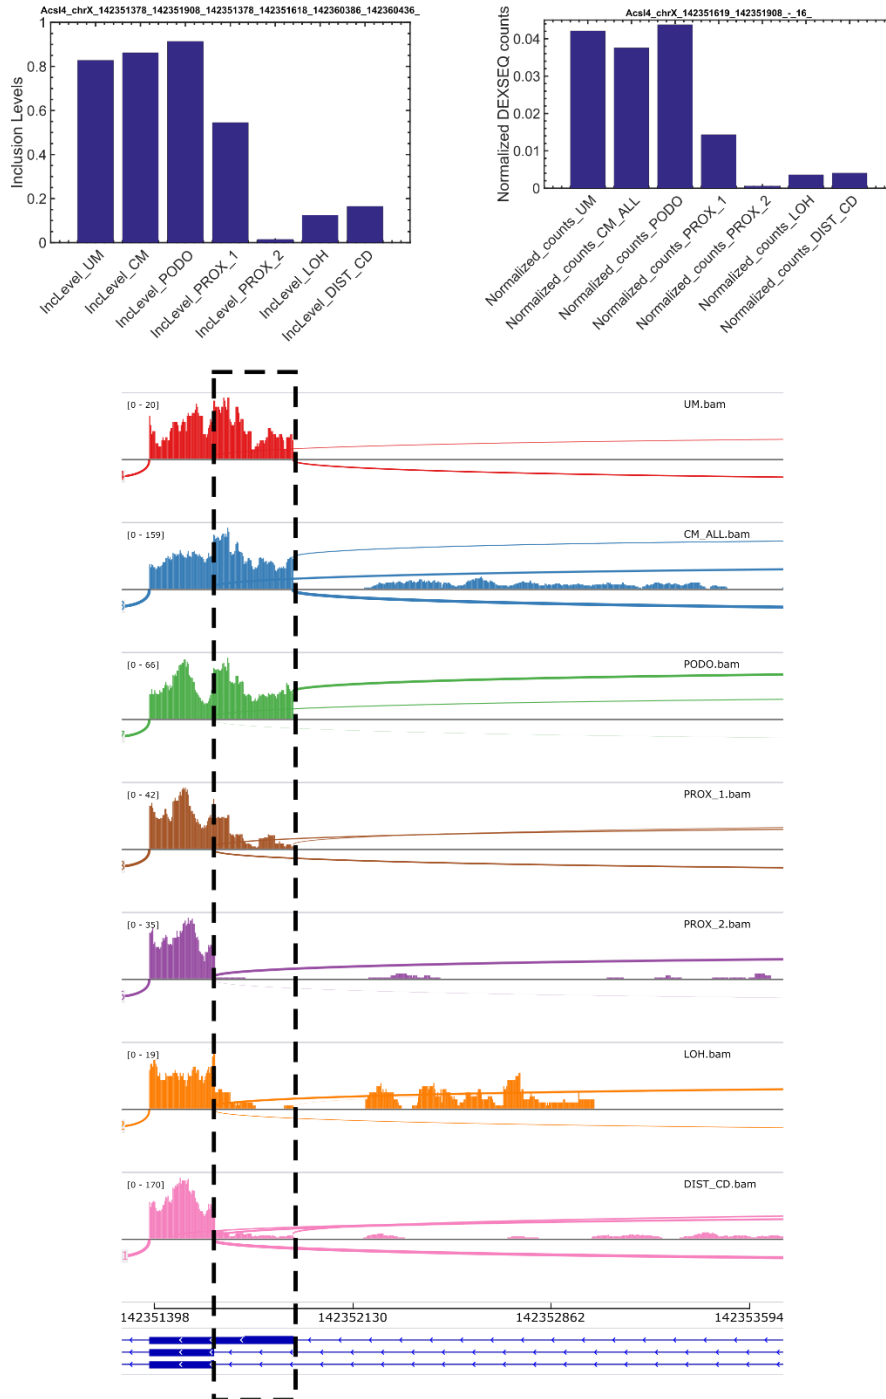 Acsl4_chrX_142351378_142351908_142351378_142351618_142360386_142360436_
Inclusion Levels
1
0.8
0.6
0.4
0.2
0
IncLevel_UM
IncLevel_CM
IncLevel_PODO
IncLevel_PROX_1
IncLevel_PROX_2
IncLevel_LOH
IncLevel_DIST_CD
Acsl4_chrX_142351619_142351908_-_16_
Normalized DEXSEQ counts
0.04
0.03
0.02
0.01
0
Normalized_counts_UM
Normalized_counts_CM_ALL
Normalized_counts_PODO
Normalized_counts_PROX_1
Normalized_counts_PROX_2
Normalized_counts_LOH
Normalized_counts_DIST_CD
[0 - 20]
UM.bam
[0 - 159]
CM_ALL.bam
[0 - 66]
PODO.bam
[0 - 42]
PROX_1.bam
[0 - 35]
PROX_2.bam
[0 - 19]
LOH.bam
[0 - 170]
DIST_CD.bam
142351398 142352130 142352862 142353594